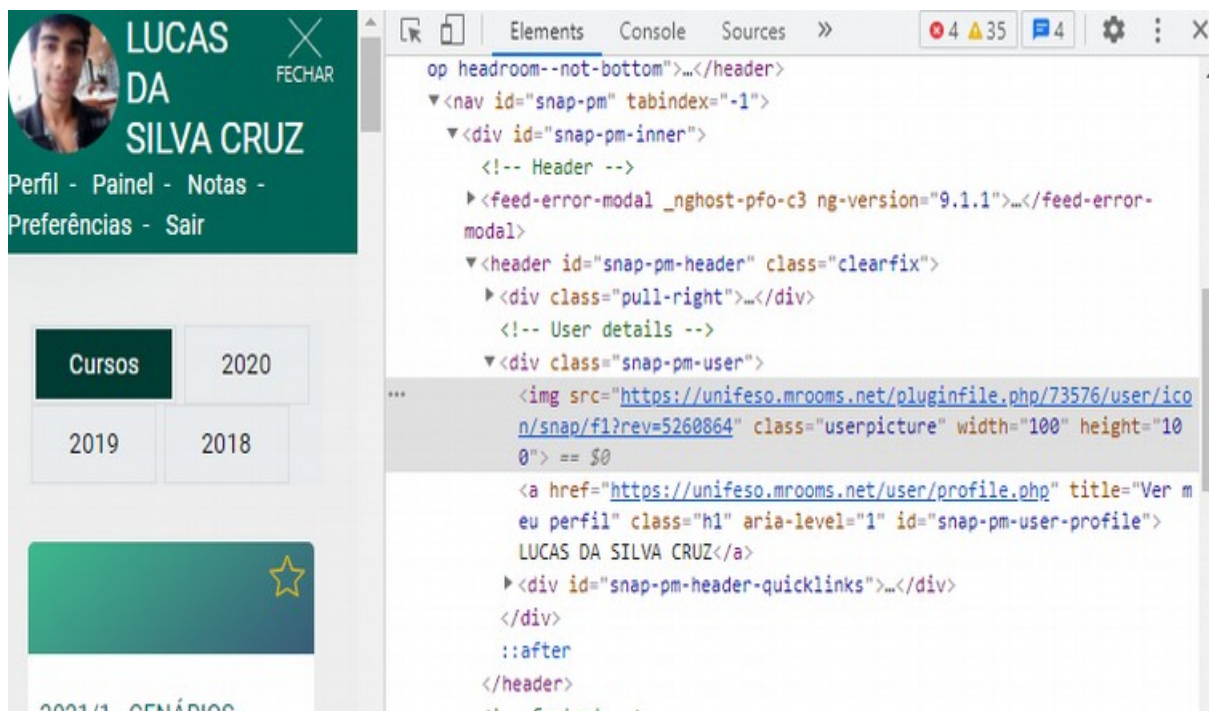 LUCAS
DA
SILVA CRUZ
FECHAR
Perfil - Painel - Notas -
Preferências - Sair
Cursos
2020
2019
2018
Elements Console Sources »
4 35 4
op headroom--not-bottom">…</header>
<nav id="snap-pm" tabindex="-1">
<div id="snap-pm-inner">
<!-- Header -->
<feed-error-modal _nghost-pfo-c3 ng-version="9.1.1">…</feed-error-
modal>
<header id="snap-pm-header" class="clearfix">
<div class="pull-right">…</div>
<!-- User details -->
<div class="snap-pm-user">
<img src="https://unifeso.mrooms.net/pluginfile.php/73576/user/ico
n/snap/f1?rev=5260864" class="userpicture" width="100" height="10
0"> == $0
<a href="https://unifeso.mrooms.net/user/profile.php" title="Ver m
eu perfil" class="h1" aria-level="1" id="snap-pm-user-profile">
LUCAS DA SILVA CRUZ</a>
<div id="snap-pm-header-quicklinks">…</div>
</div>
::after
</header>